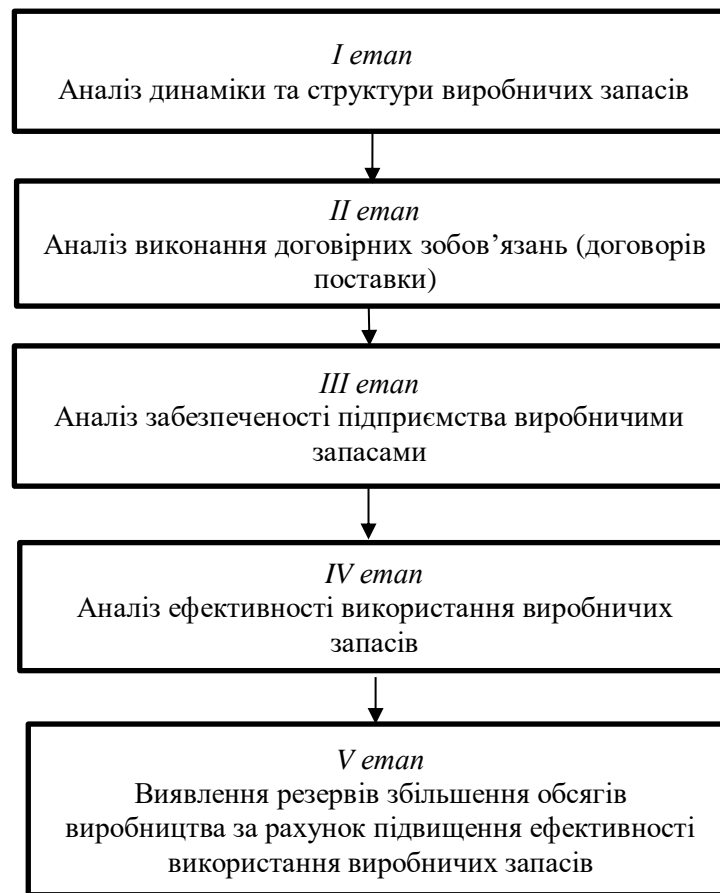 I етап
Аналіз динаміки та структури виробничих запасів
II етап
Аналіз виконання договірних зобов’язань (договорів
поставки)
III етап
Аналіз забезпеченості підприємства виробничими
запасами
IV етап
Аналіз ефективності використання виробничих
запасів
V етап
Виявлення резервів збільшення обсягів
виробництва за рахунок підвищення ефективності
використання виробничих запасів